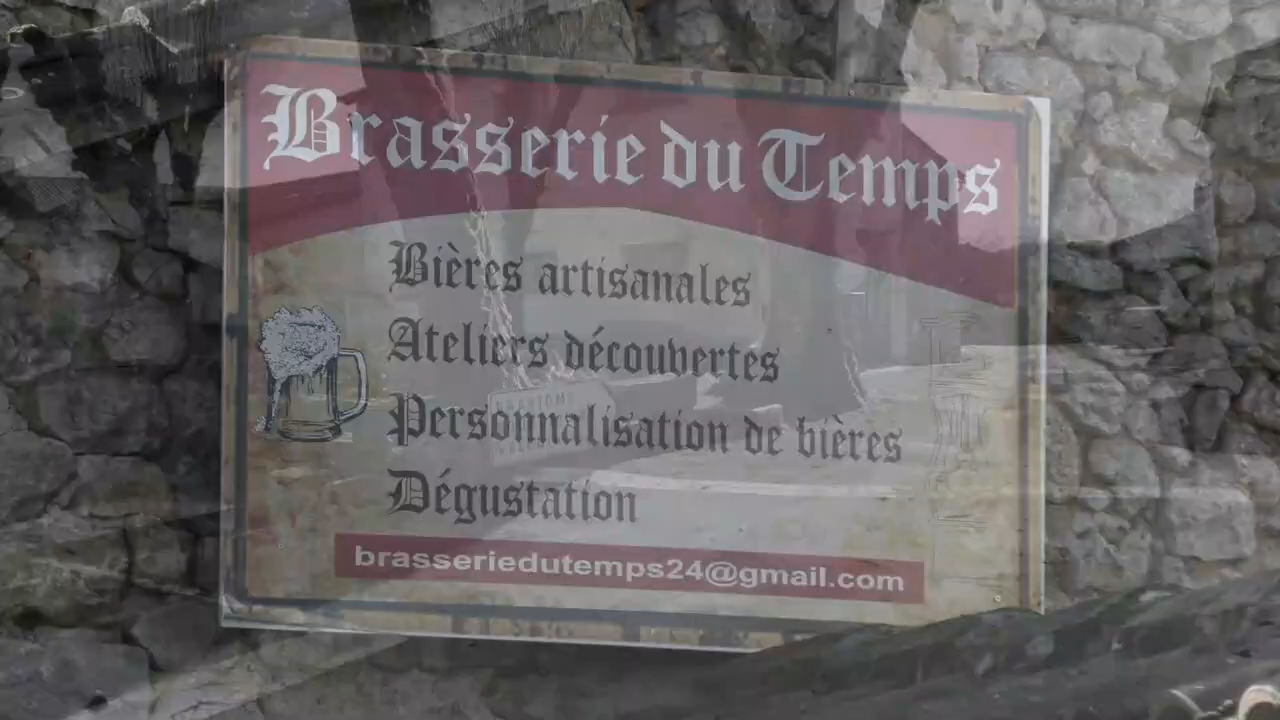 Brasserie du Temps
Bières artisanales
Ateliers découvertes
Personnalisation de bières
Dégustation
brasseriedutemps24@gmail.com